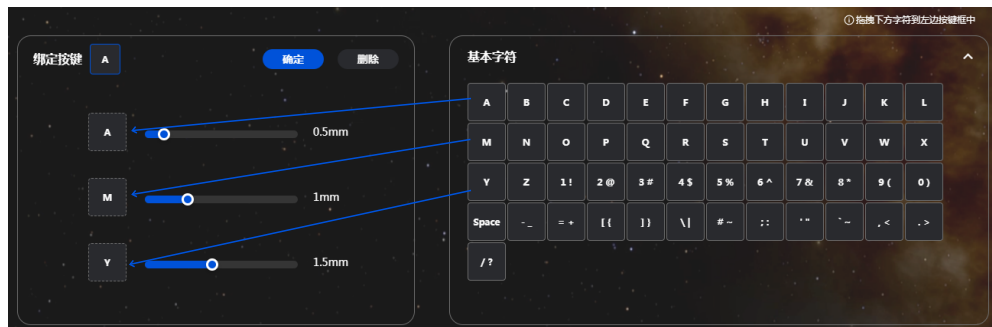 ⓘ拖拽下方字符到左边按键框中
绑定按键 A 确定 删除
A 0.5mm
M 1mm
Y 1.5mm
基本字符
A B C D E F G H I J K L
M N O P Q R S T U V W X
Y Z 1 ! 2 @ 3 # 4 $ 5 % 6 ^ 7 & 8 * 9 ( 0 )
Space - _ = + [ { ] } \ | # ~ ; : ' " ` ~ , < . >
/ ?